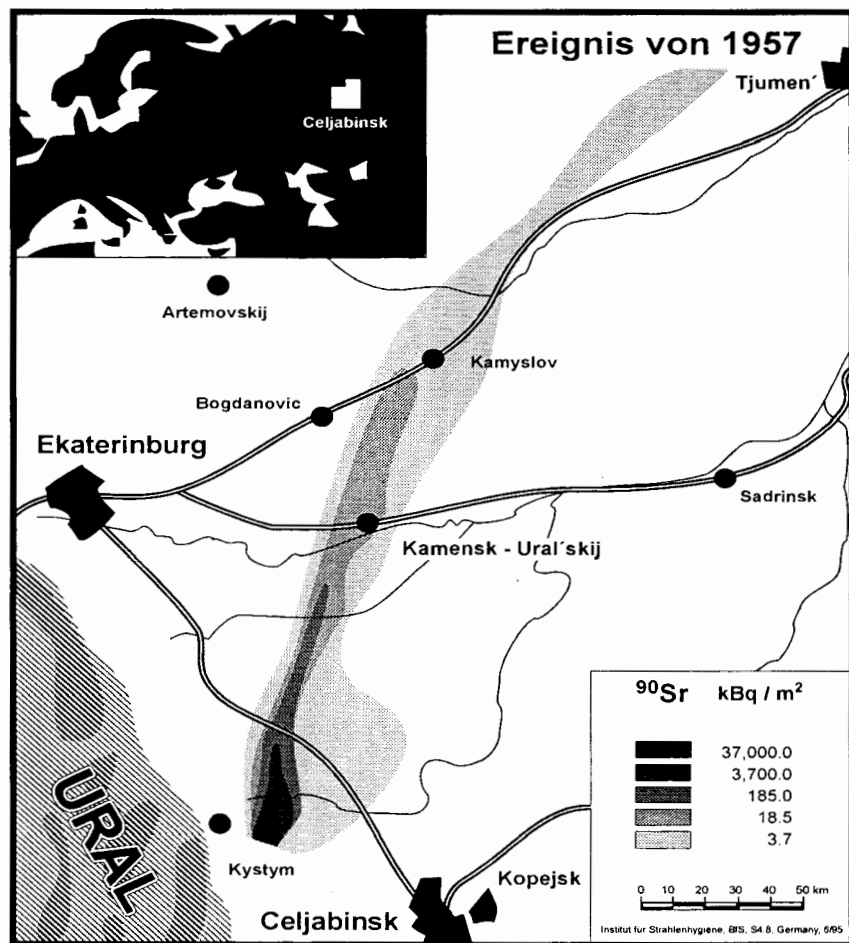 Ereignis von 1957
Tjumen´
Celjabinsk
Artemovskij
Kamyslov
Bogdanovic
Ekaterinburg
Sadrinsk
Kamensk - Ural´skij
URAL
Kystym
Kopejsk
Celjabinsk
⁹⁰Sr kBq / m²
37,000.0
3,700.0
185.0
18.5
3.7
0 10 20 30 40 50 km
Institut für Strahlenhygiene, BfS, S4.8, Germany, 6/95